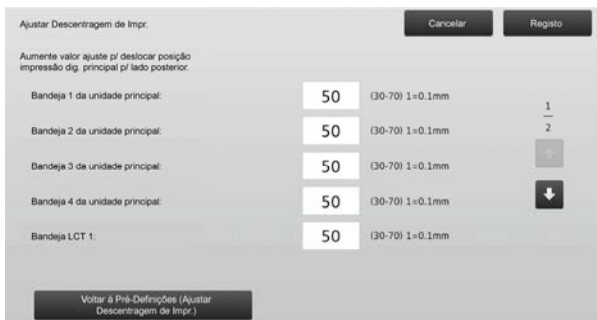 Ajustar Descentragem de Impr.
Cancelar
Registo
Aumente valor ajuste p/ deslocar posição
impressão dig. principal p/ lado posterior.
Bandeja 1 da unidade principal:
50
(30-70) 1=0.1mm
1
2
Bandeja 2 da unidade principal:
50
(30-70) 1=0.1mm
Bandeja 3 da unidade principal:
50
(30-70) 1=0.1mm
Bandeja 4 da unidade principal:
50
(30-70) 1=0.1mm
Bandeja LCT 1:
50
(30-70) 1=0.1mm
Voltar à Pré-Definições (Ajustar
Descentragem de Impr.)